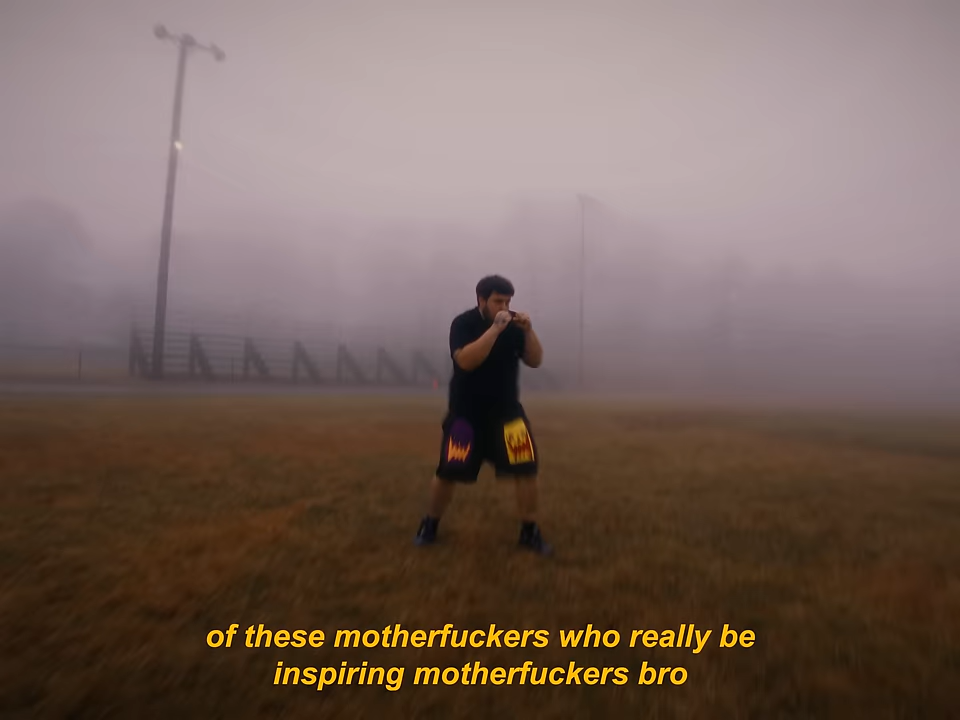 of these motherfuckers who really be
inspiring motherfuckers bro